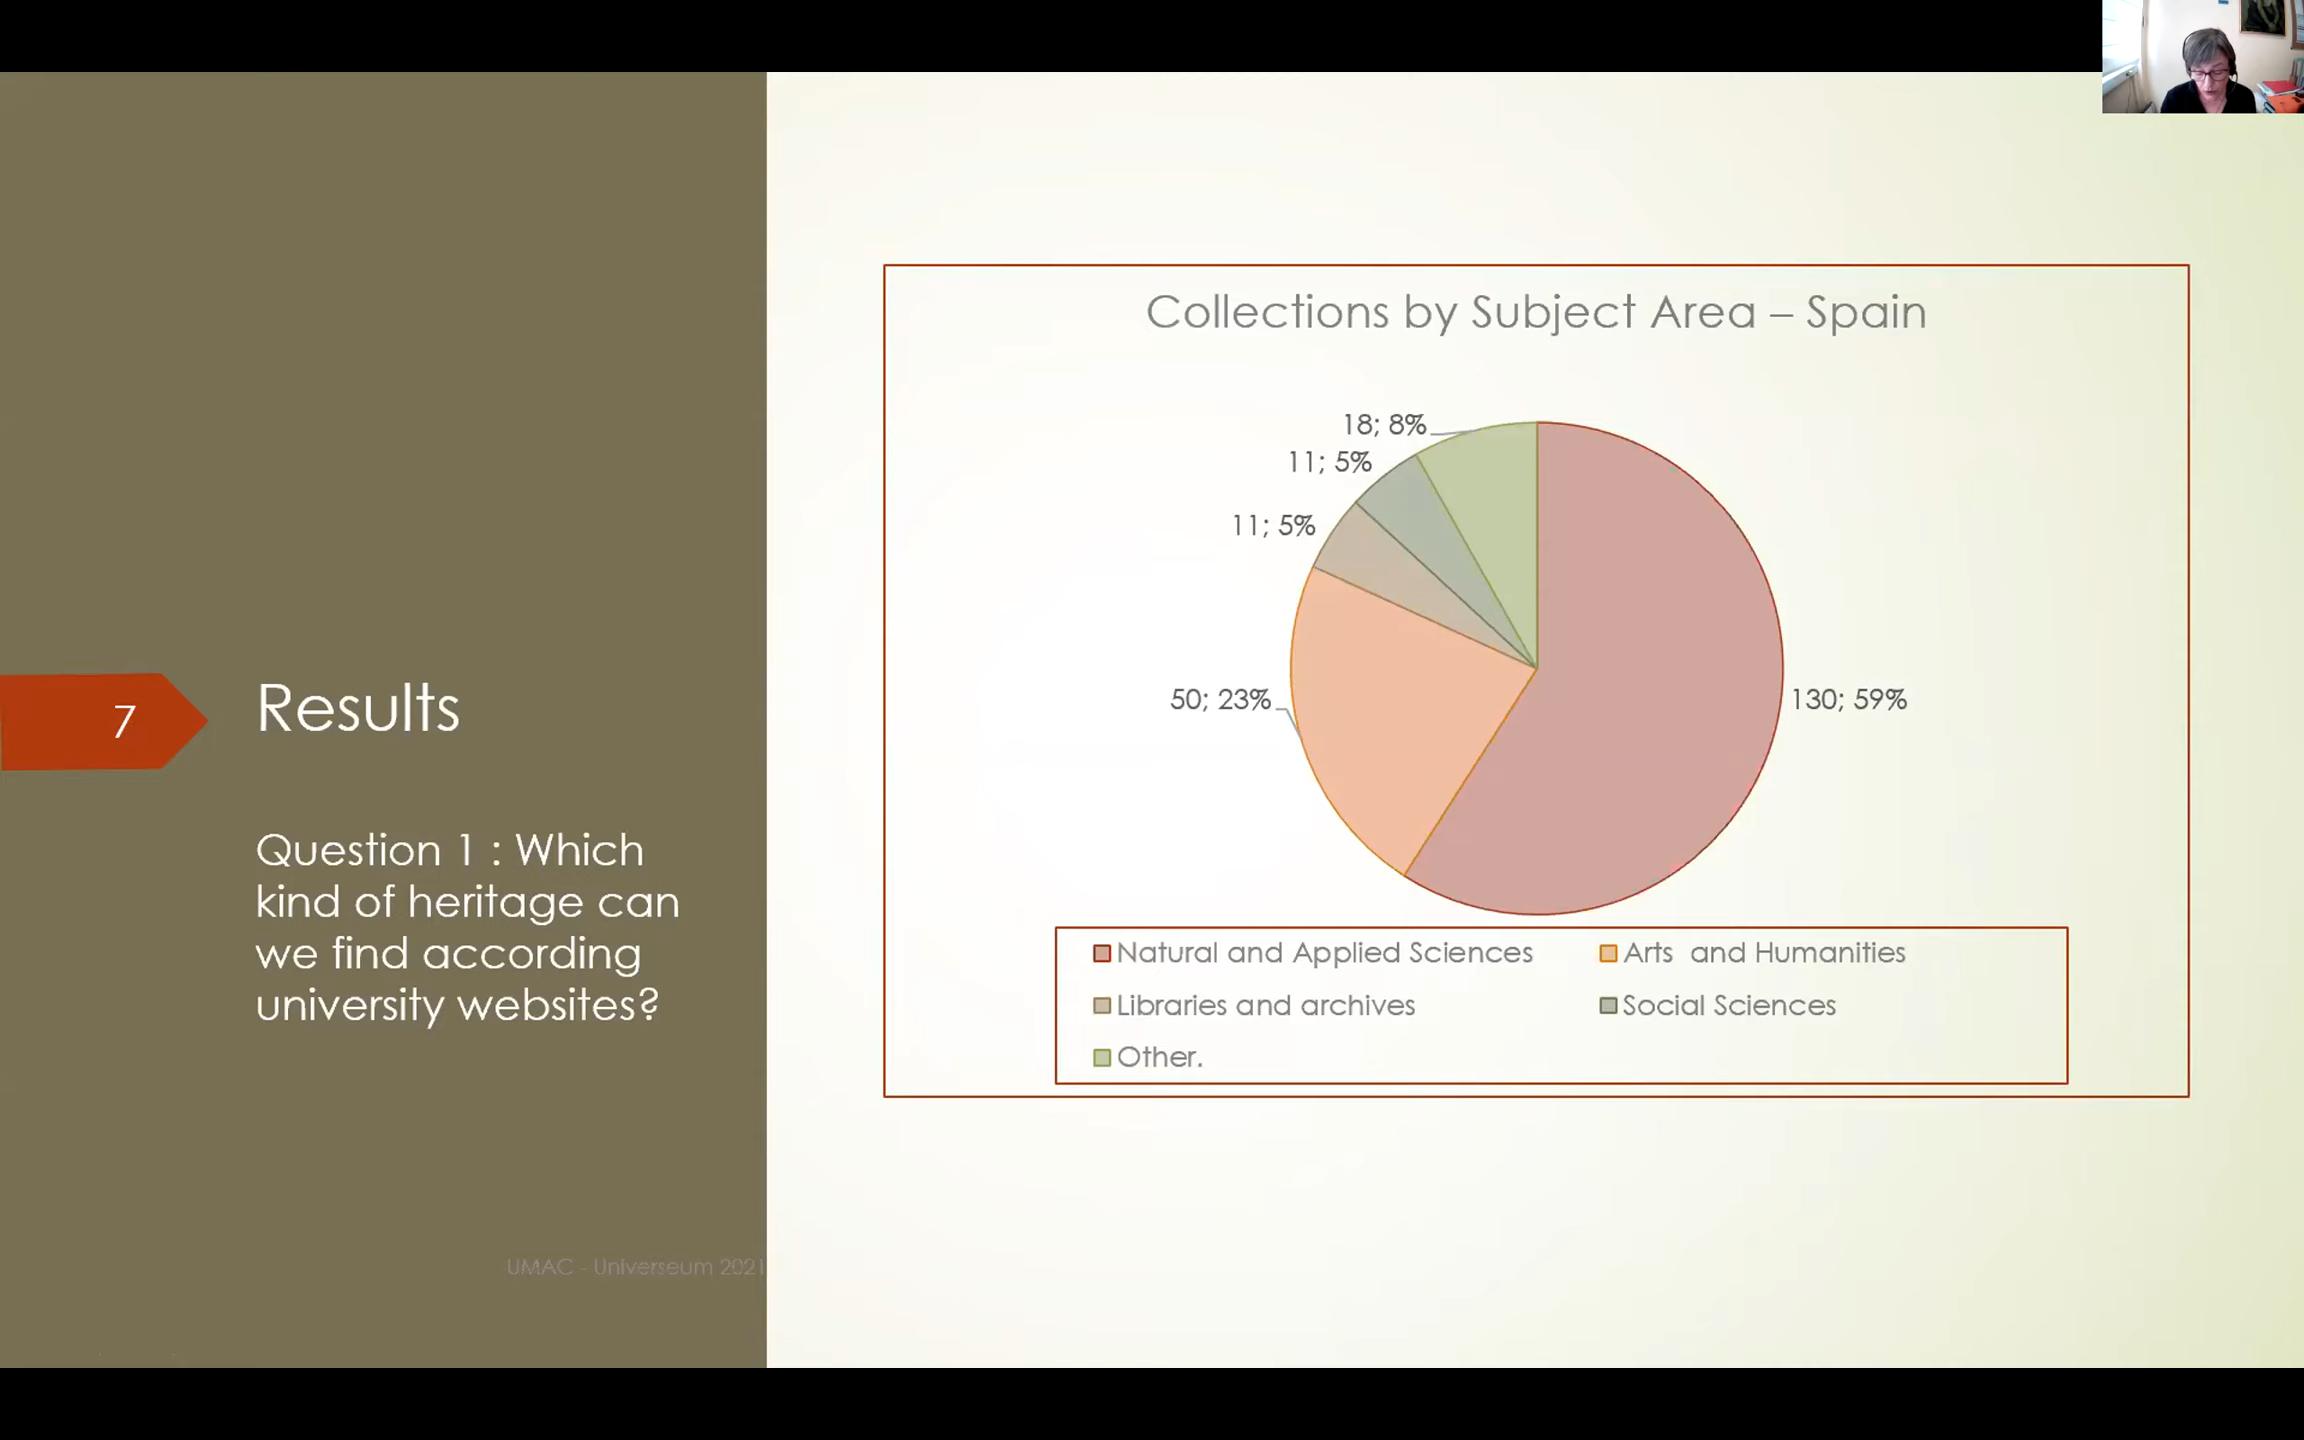 7
Results
Question 1 : Which
kind of heritage can
we find according
university websites?
UMAC - Universeum 2021
Collections by Subject Area – Spain
18; 8%
11; 5%
11; 5%
50; 23%
130; 59%
Natural and Applied Sciences
Arts  and Humanities
Libraries and archives
Social Sciences
Other.